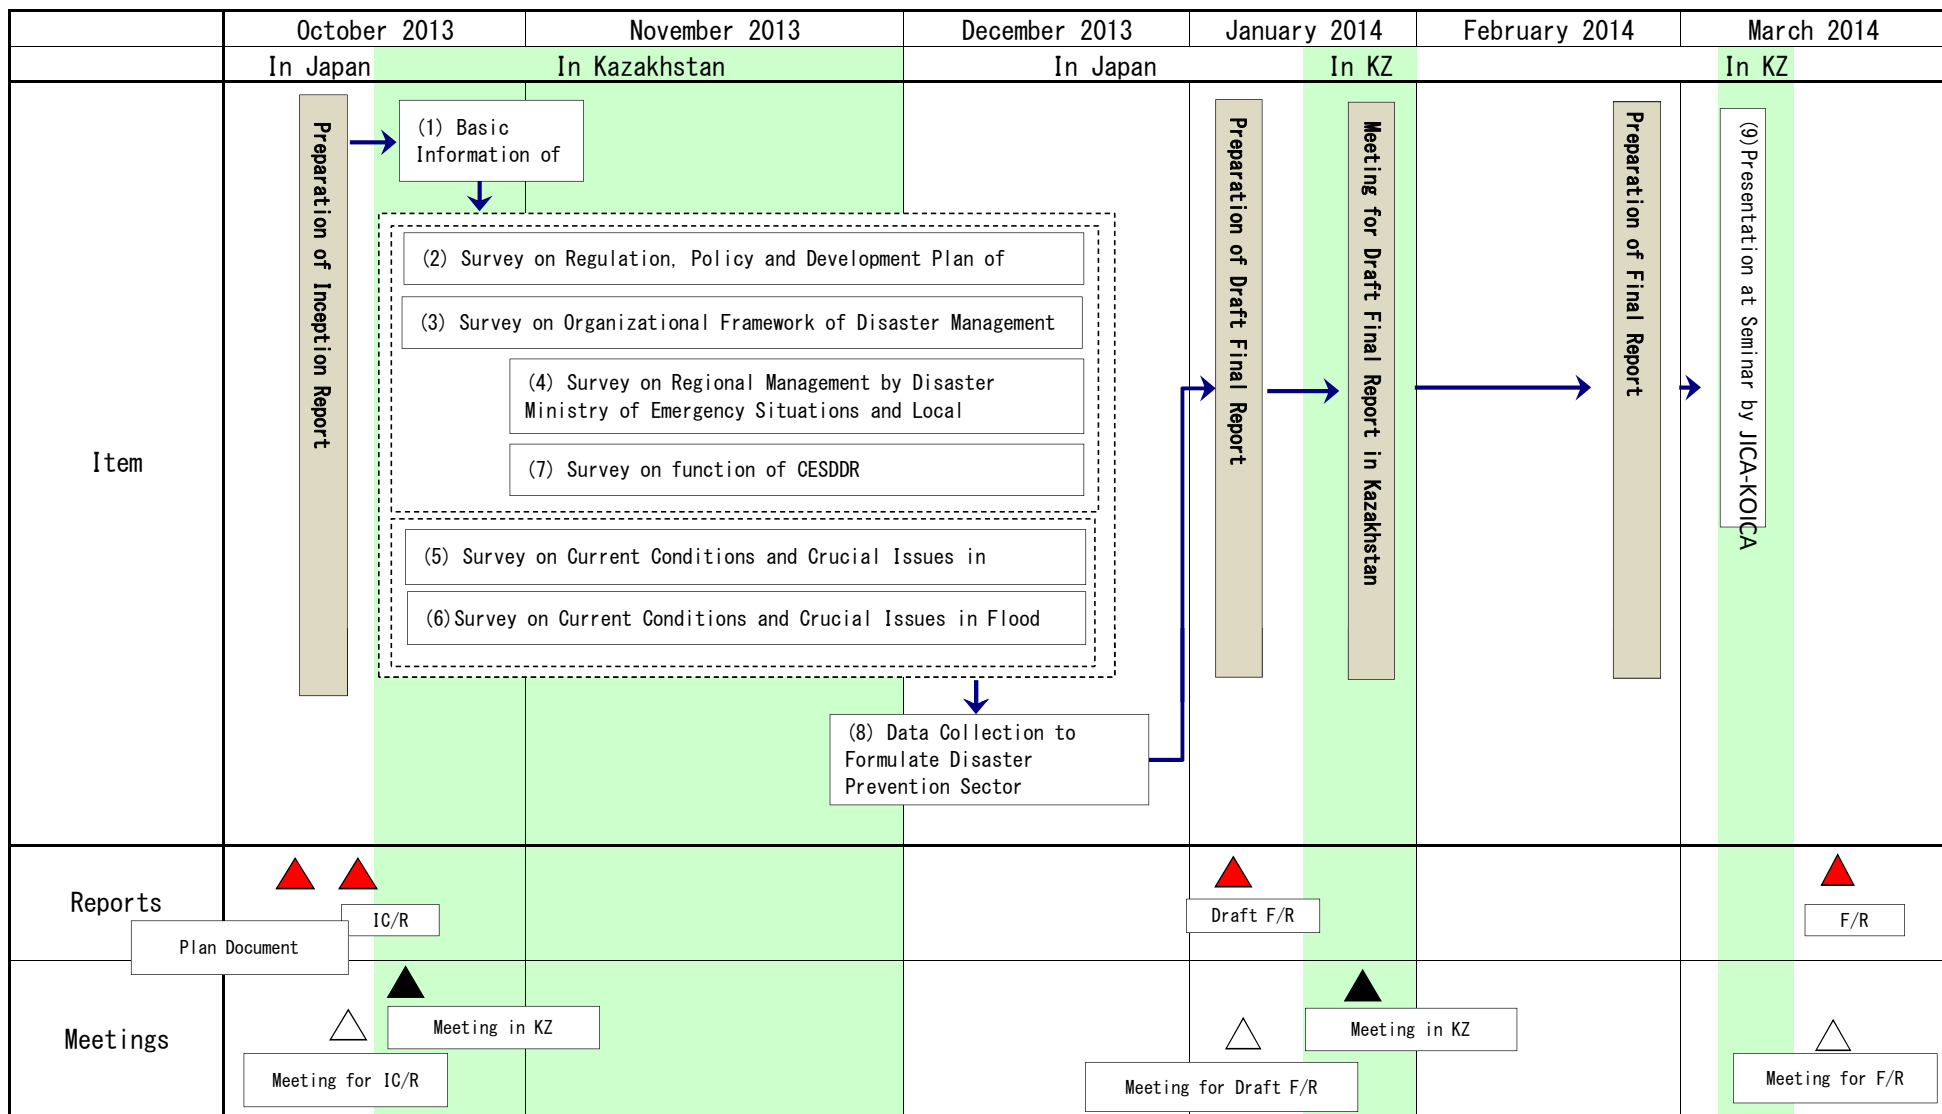 October 2013
November 2013
December 2013
January 2014
February 2014
March 2014
In Japan
In Kazakhstan
In Japan
In KZ
In KZ
Item
Preparation of Inception Report
(1) Basic
Information of
(2) Survey on Regulation, Policy and Development Plan of
(3) Survey on Organizational Framework of Disaster Management
(4) Survey on Regional Management by Disaster
Ministry of Emergency Situations and Local
(7) Survey on function of CESDDR
(5) Survey on Current Conditions and Crucial Issues in
(6)Survey on Current Conditions and Crucial Issues in Flood
(8) Data Collection to
Formulate Disaster
Prevention Sector
Preparation of Draft Final Report
Meeting for Draft Final Report in Kazakhstan
Preparation of Final Report
(9)Presentation at Seminar by JICA-KOICA
Reports
Plan Document
IC/R
Draft F/R
F/R
Meetings
Meeting for IC/R
Meeting in KZ
Meeting for Draft F/R
Meeting in KZ
Meeting for F/R